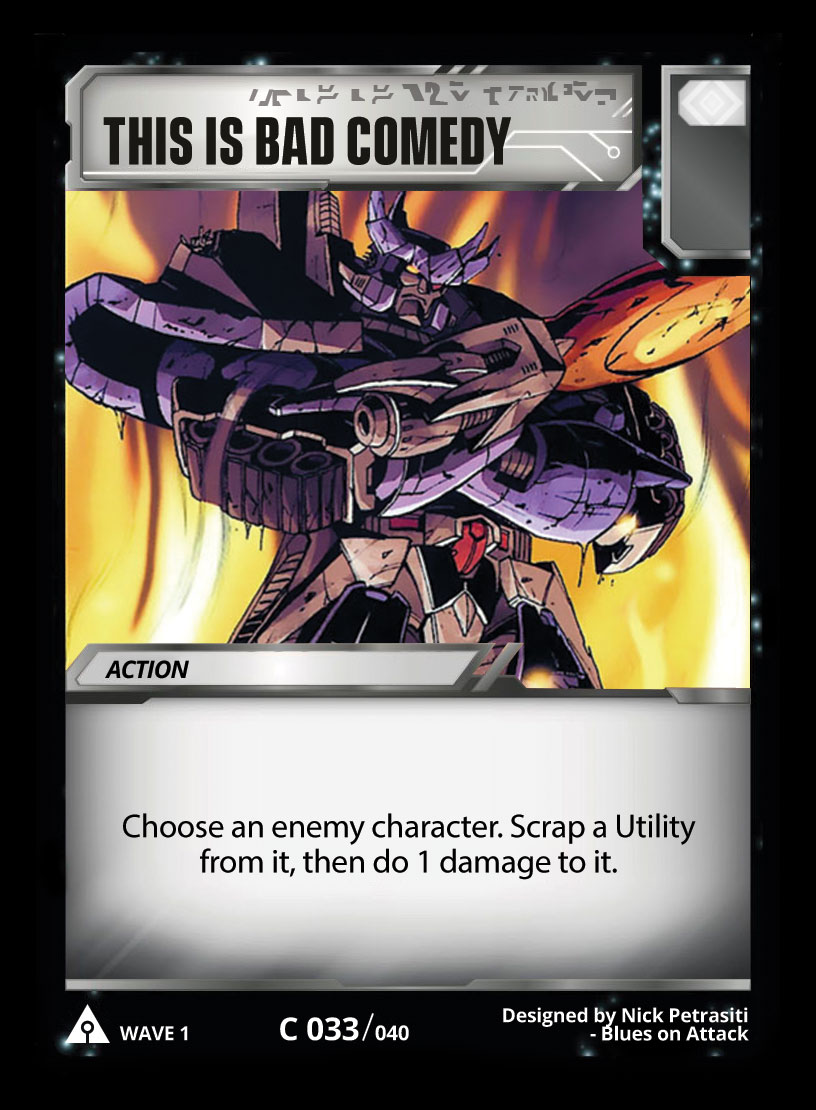 THIS IS BAD COMEDY
ACTION
Choose an enemy character. Scrap a Utility
from it, then do 1 damage to it.
WAVE 1
C 033/040
Designed by Nick Petrasiti
- Blues on Attack